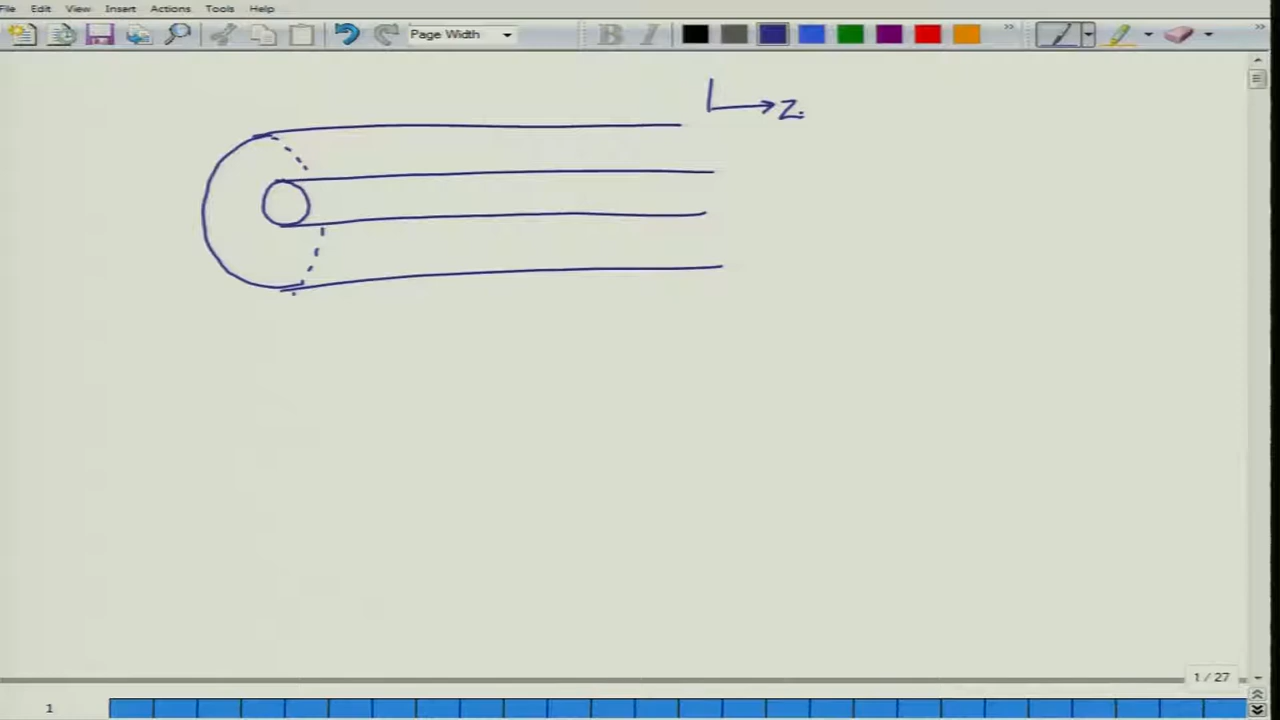 File Edit View Insert Actions Tools Help
Page Width
B I
Z
1 / 27
1